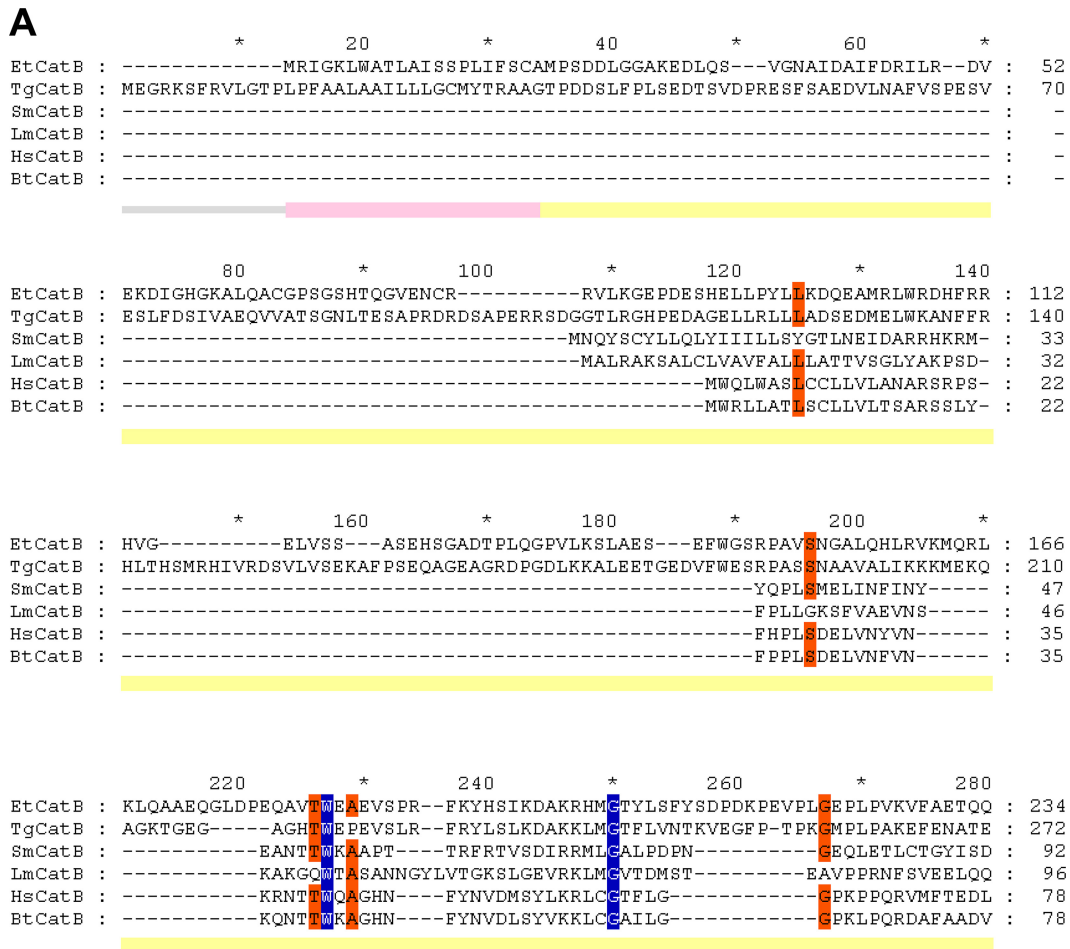 A
* 20 * 40 * 60 *
EtCatB : -------------MRIGKLWATLAISSPLIFSCAMPSDDLGGAKEDLQS---VGNAIDAIFDRILR--DV : 52
TgCatB : MEGRKSFRVLGTPLPFAALAAILLLGCMYTRAAGTPDDSLFPLSEDTSVDPRESFSAEDVLNAFVSPESV : 70
SmCatB : ---------------------------------------------------------------------- : -
LmCatB : ---------------------------------------------------------------------- : -
HsCatB : ---------------------------------------------------------------------- : -
BtCatB : ---------------------------------------------------------------------- : -
80 * 100 * 120 * 140
EtCatB : EKDIGHGKALQACGPSGSHTQGVENCR----------RVLKGEPDESHELLPYLLKDQEAMRLWRDHFRR : 112
TgCatB : ESLFDSIVAEQVVATSGNLTESAPRDRDSAPERRSDGGTLRGHPEDAGELLRLLLADSEDMELWKANFFR : 140
SmCatB : ------------------------------------MNQYSCYLLQLYIIILLSYGTLNEIDARRHKRM- : 33
LmCatB : -------------------------------------MALRAKSALCLVAVFALLLATTVSGLYAKPSD- : 32
HsCatB : -----------------------------------------------MWQLWASLCCLLVLANARSRPS- : 22
BtCatB : -----------------------------------------------MWRLLATLSCLLVLTSARSSLY- : 22
* 160 * 180 * 200 *
EtCatB : HVG----------ELVSS---ASEHSGADTPLQGPVLKSLAES---EFWGSRPAVSNGALQHLRVKMQRL : 166
TgCatB : HLTHSMRHIVRDSVLVSEKAFPSEQAGEAGRDPGDLKKALEETGEDVFWESRPASSNAAVALIKKKMEKQ : 210
SmCatB : ---------------------------------------------------YQPLSMELINFINY----- : 47
LmCatB : ---------------------------------------------------FPLLGKSFVAEVNS----- : 46
HsCatB : ---------------------------------------------------FHPLSDELVNYVN------ : 35
BtCatB : ---------------------------------------------------FPPLSDELVNFVN------ : 35
220 * 240 * 260 * 280
EtCatB : KLQAAEQGLDPEQAVTWEAEVSPR--FKYHSIKDAKRHMGTYLSFYSDPDKPEVPLGEPLPVKVFAETQQ : 234
TgCatB : AGKTGEG-----AGHTWEPEVSLR--FRYLSLKDAKKLMGTFLVNTKVEGFP-TPKGMPLPAKEFENATE : 272
SmCatB : -----------EANTTWKAAPT----TRFRTVSDIRRMLGALPDPN----------GEQLETLCTGYISD : 92
LmCatB : -----------KAKGQWTASANNGYLVTGKSLGEVRKLMGVTDMST---------EAVPPRNFSVEELQQ : 96
HsCatB : -----------KRNTTWQAGHN----FYNVDMSYLKRLCGTFLG------------GPKPPQRVMFTEDL : 78
BtCatB : -----------KQNTTWKAGHN----FYNVDLSYVKKLCGAILG------------GPKLPQRDAFAADV : 78